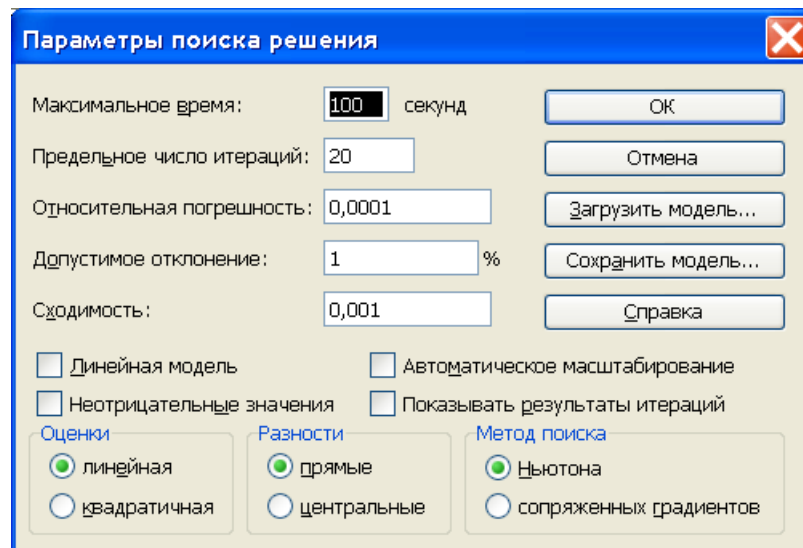 Параметры поиска решения
Максимальное время: 100 секунд ОК
Предельное число итераций: 20 Отмена
Относительная погрешность: 0,0001 Загрузить модель...
Допустимое отклонение: 1 % Сохранить модель...
Сходимость: 0,001 Справка
Линейная модель Автоматическое масштабирование
Неотрицательные значения Показывать результаты итераций
Оценки Разности Метод поиска
линейная прямые Ньютона
квадратичная центральные сопряженных градиентов